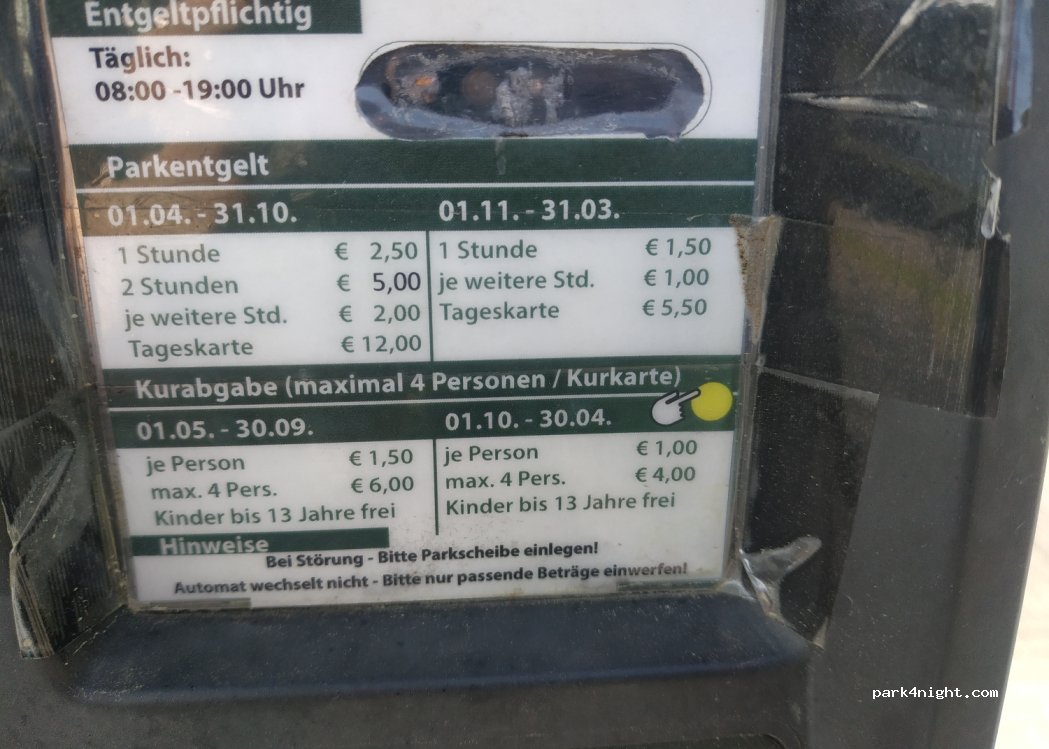 Entgeltpflichtig
Täglich:
08:00 -19:00 Uhr
Parkentgelt
01.04. - 31.10.
1 Stunde € 2,50
2 Stunden € 5,00
je weitere Std. € 2,00
Tageskarte € 12,00
01.11. - 31.03.
1 Stunde € 1,50
je weitere Std. € 1,00
Tageskarte € 5,50
Kurabgabe (maximal 4 Personen / Kurkarte)
01.05. - 30.09.
je Person € 1,50
max. 4 Pers. € 6,00
Kinder bis 13 Jahre frei
01.10. - 30.04.
je Person € 1,00
max. 4 Pers. € 4,00
Kinder bis 13 Jahre frei
Hinweise
Bei Störung - Bitte Parkscheibe einlegen!
Automat wechselt nicht - Bitte nur passende Beträge einwerfen!
park4night.com